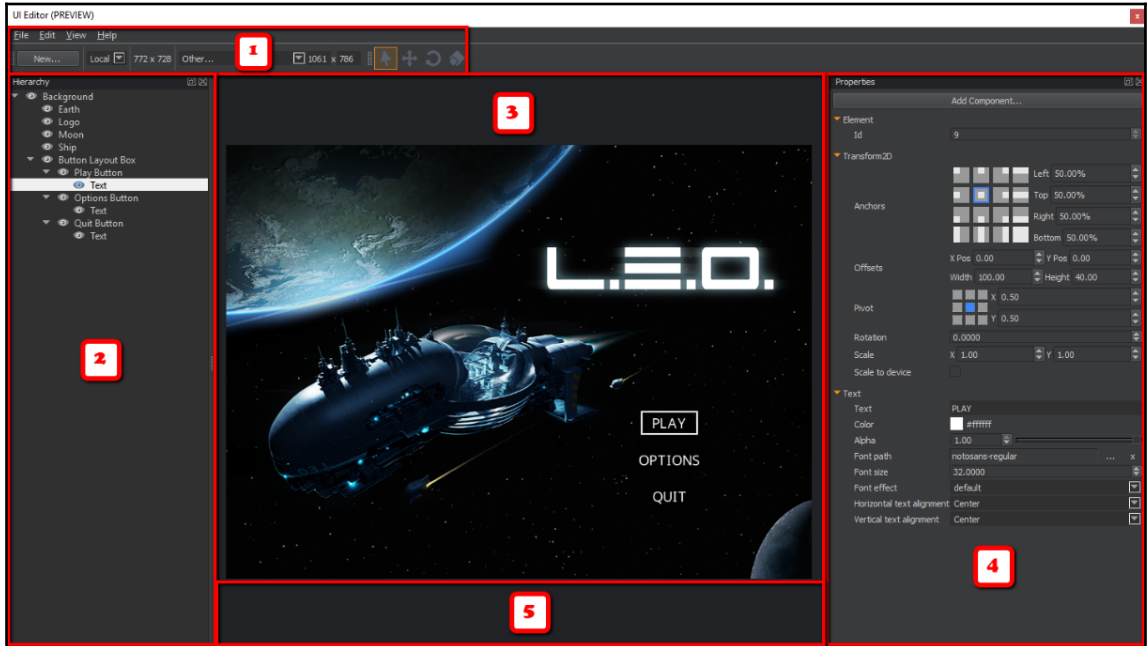 UI Editor (PREVIEW) x
File Edit View Help
New... Local 772 x 728 Other... 1061 x 786
1
Hierarchy
Background
Earth
Logo
Moon
Ship
Button Layout Box
Play Button
Text
Options Button
Text
Quit Button
Text
2
3
L.E.O.
PLAY
OPTIONS
QUIT
5
Properties
Add Component...
Element
Id 9
Transform2D
Anchors
Left 50.00%
Top 50.00%
Right 50.00%
Bottom 50.00%
Offsets
X Pos 0.00 Y Pos 0.00
Width 100.00 Height 40.00
Pivot
X 0.50
Y 0.50
Rotation 0.0000
Scale X 1.00 Y 1.00
Scale to device
Text
Text PLAY
Color #ffffff
Alpha 1.00
Font path notosans-regular ... x
Font size 32.0000
Font effect default
Horizontal text alignment Center
Vertical text alignment Center
4